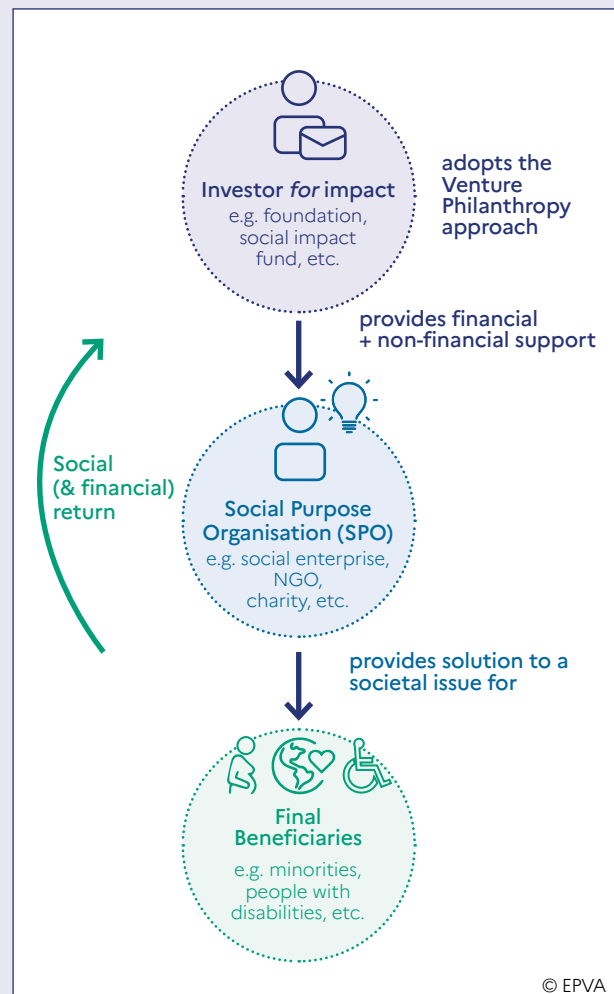 Investor for impact
e.g. foundation,
social impact
fund, etc.
adopts the
Venture
Philanthropy
approach
provides financial
+ non-financial support
Social
(& financial)
return
Social Purpose
Organisation (SPO)
e.g. social enterprise,
NGO,
charity, etc.
provides solution to a
societal issue for
Final
Beneficiaries
e.g. minorities,
people with
disabilities, etc.
© EPVA